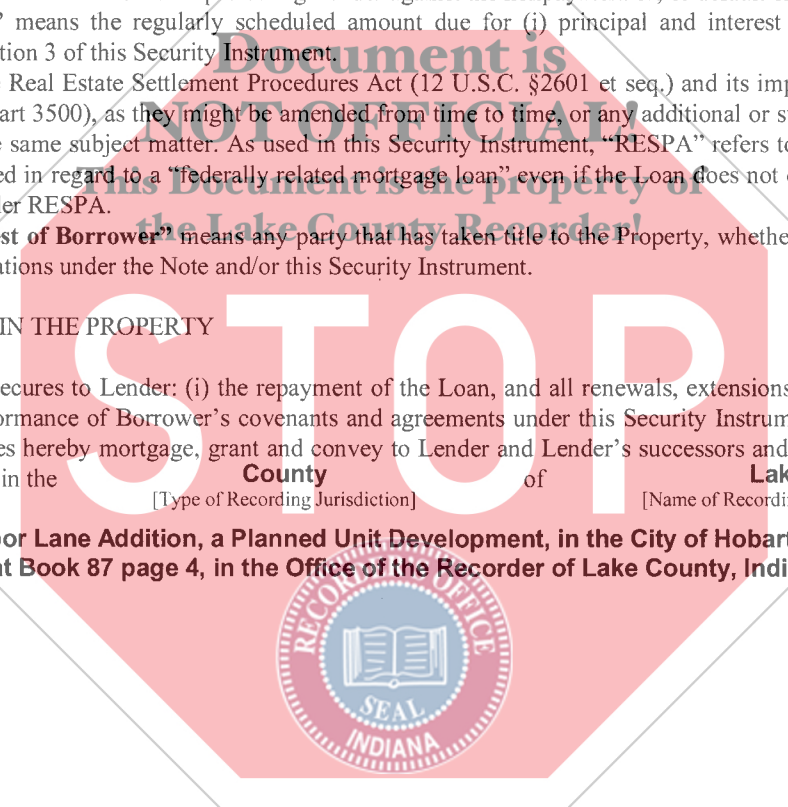 ” means the regularly scheduled amount due for (i) principal and interest
tion 3 of this Security Instrument.
Real Estate Settlement Procedures Act (12 U.S.C. §2601 et seq.) and its imp
art 3500), as they might be amended from time to time, or any additional or s
same subject matter. As used in this Security Instrument, “RESPA” refers to
ed in regard to a “federally related mortgage loan” even if the Loan does not
er RESPA.
st of Borrower” means any party that has taken title to the Property, whethe
ations under the Note and/or this Security Instrument.
Document is
NOT OFFICIAL!
This Document is the property of
the Lake County Recorder!
IN THE PROPERTY
STOP
ecures to Lender: (i) the repayment of the Loan, and all renewals, extensions
ormance of Borrower’s covenants and agreements under this Security Instrum
es hereby mortgage, grant and convey to Lender and Lender’s successors and
in the County of Lak
[Type of Recording Jurisdiction] [Name of Recordi
or Lane Addition, a Planned Unit Development, in the City of Hobart
at Book 87 page 4, in the Office of the Recorder of Lake County, Indi
RECORDER'S OFFICE
SEAL
INDIANA